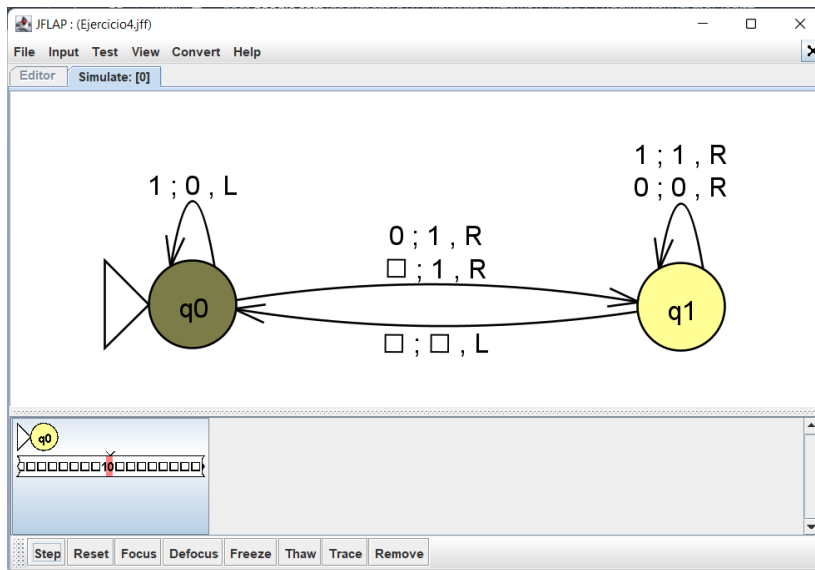 JFLAP : (Ejercicio4.jff)
File Input Test View Convert Help
Editor Simulate: [0]
1 ; 1 , R
0 ; 0 , R
1 ; 0 , L
0 ; 1 , R
□ ; 1 , R
q0
q1
□ ; □ , L
q0
□□□□□□□□10□□□□□□□□
Step Reset Focus Defocus Freeze Thaw Trace Remove